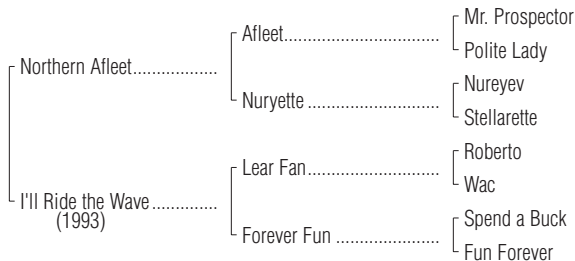 Mr. Prospector
Afleet
Polite Lady
Northern Afleet
Nureyev
Nuryette
Stellarette
Roberto
Lear Fan
Wac
I'll Ride the Wave
(1993)
Spend a Buck
Forever Fun
Fun Forever